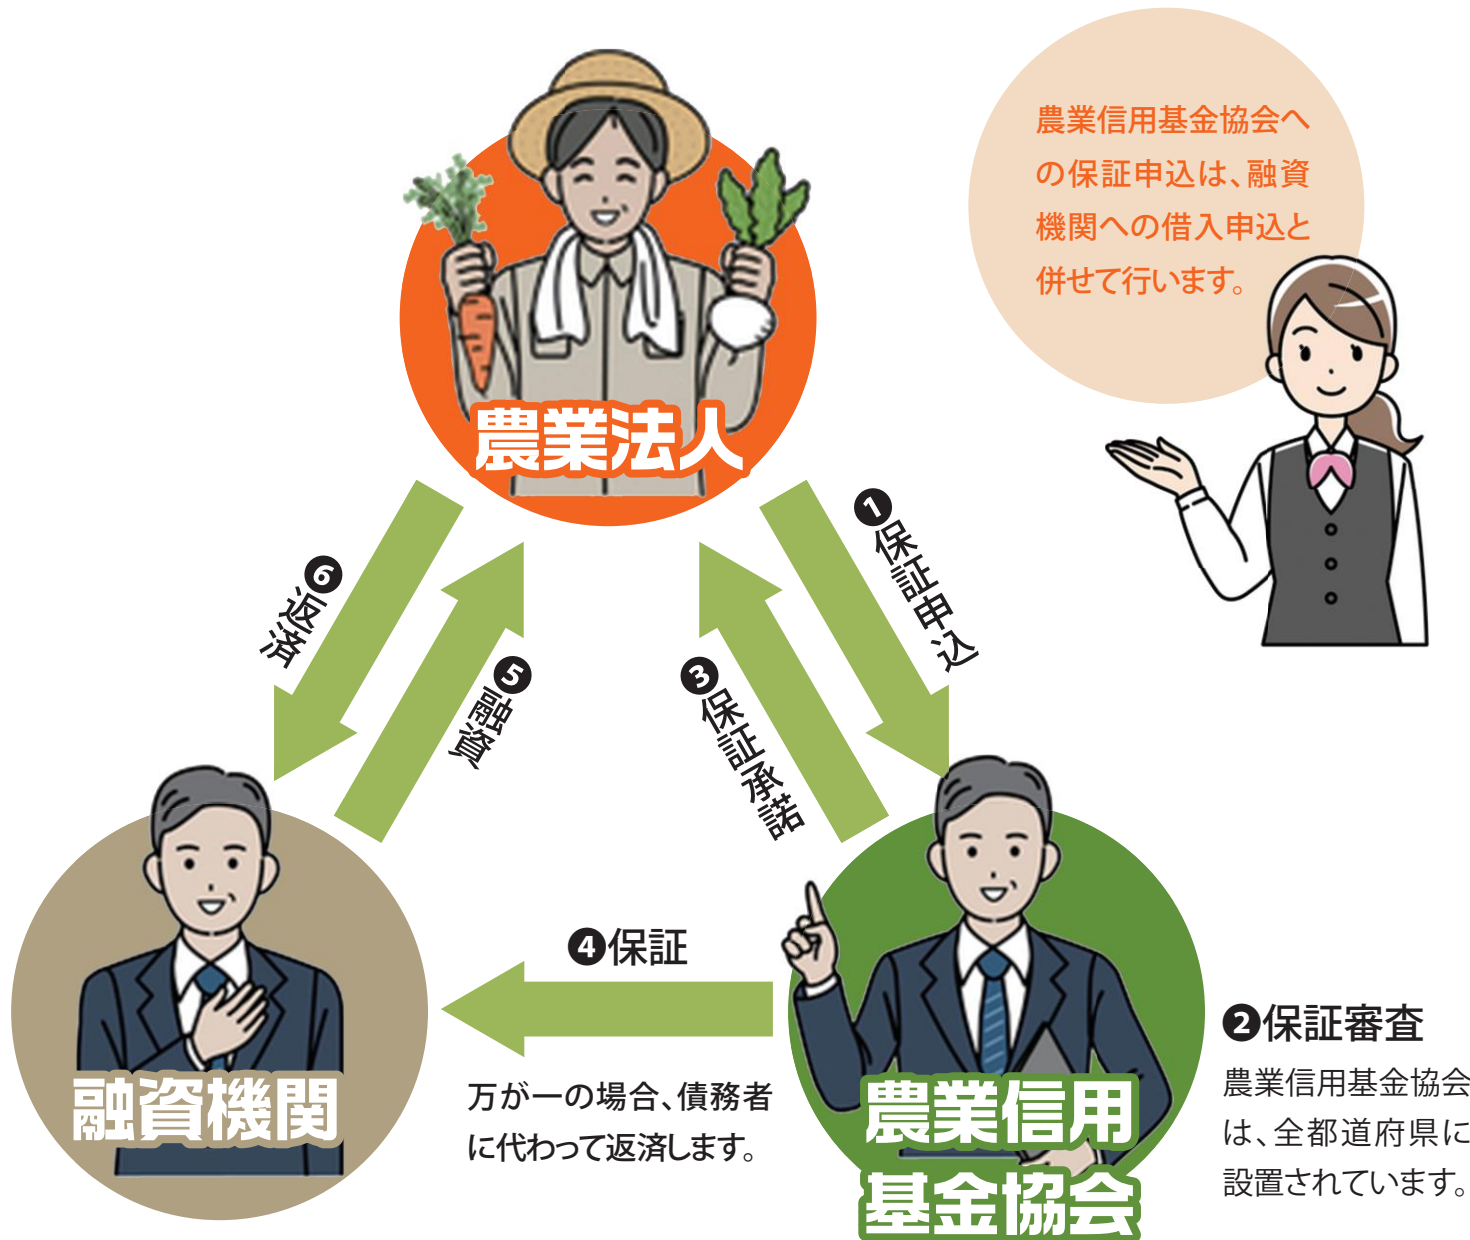 農業信用基金協会へ
の保証申込は、融資
機関への借入申込と
併せて行います。
農業法人
❶保証申込
❸保証承諾
❻返済
❺融資
❹保証
万が一の場合、債務者
に代わって返済します。
融資機関
農業信用
基金協会
❷保証審査
農業信用基金協会
は、全都道府県に
設置されています。